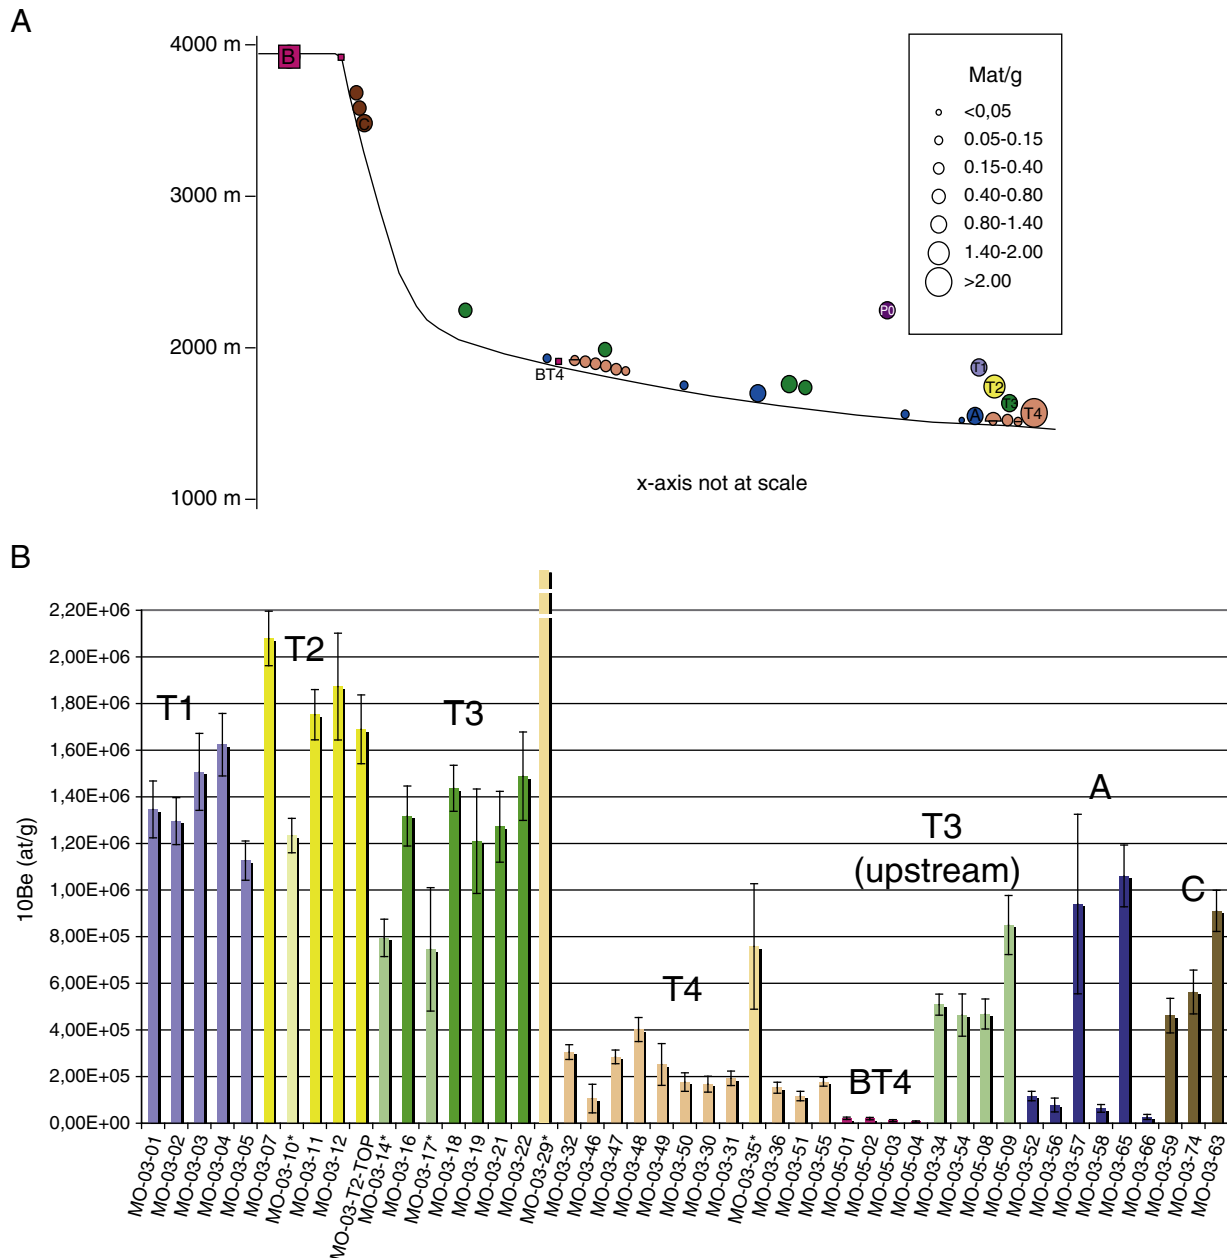 A
4000 m
3000 m
2000 m
1000 m
B
C
BT4
P0
T1
T2
T3
A
T4
Mat/g
<0,05
0.05-0.15
0.15-0.40
0.40-0.80
0.80-1.40
1.40-2.00
>2.00
x-axis not at scale
B
10Be (at/g)
2,20E+06
2,00E+06
1,80E+06
1,60E+06
1,40E+06
1,20E+06
1,00E+06
8,00E+05
6,00E+05
4,00E+05
2,00E+05
0,00E+00
T1
T2
T3
T4
BT4
T3
(upstream)
A
C
MO-03-01
MO-03-02
MO-03-03
MO-03-04
MO-03-05
MO-03-07
MO-03-10*
MO-03-11
MO-03-12
MO-03-T2-TOP
MO-03-14*
MO-03-16
MO-03-17*
MO-03-18
MO-03-19
MO-03-21
MO-03-22
MO-03-29*
MO-03-32
MO-03-46
MO-03-47
MO-03-48
MO-03-49
MO-03-50
MO-03-30
MO-03-31
MO-03-35*
MO-03-36
MO-03-51
MO-03-55
MO-05-01
MO-05-02
MO-05-03
MO-05-04
MO-03-34
MO-03-54
MO-05-08
MO-05-09
MO-03-52
MO-03-56
MO-03-57
MO-03-58
MO-03-65
MO-03-66
MO-03-59
MO-03-74
MO-03-63